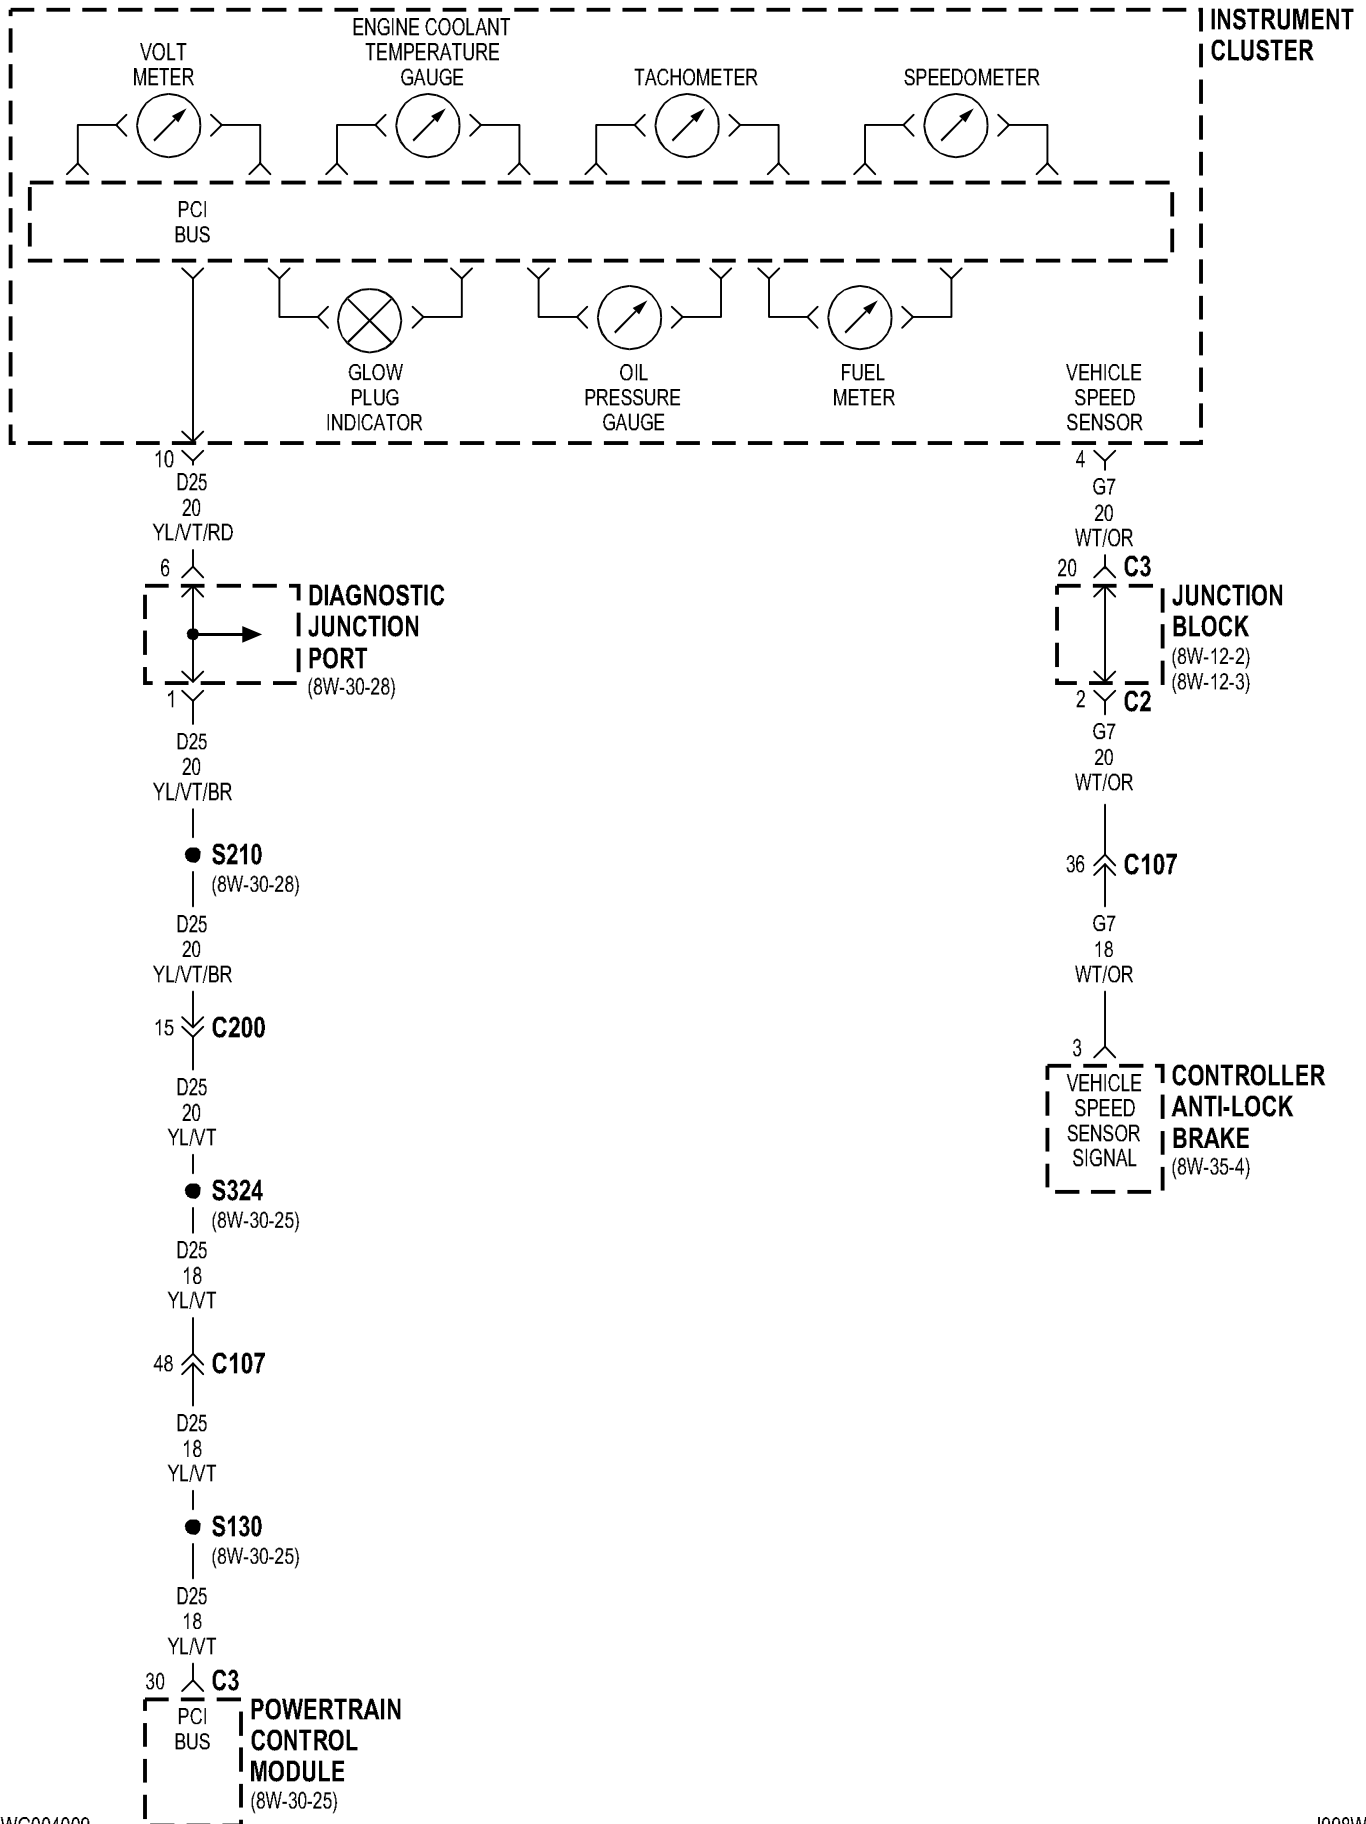 INSTRUMENT
CLUSTER
VOLT
METER
ENGINE COOLANT
TEMPERATURE
GAUGE
TACHOMETER
SPEEDOMETER
PCI
BUS
GLOW
PLUG
INDICATOR
OIL
PRESSURE
GAUGE
FUEL
METER
VEHICLE
SPEED
SENSOR
10
D25
20
YL/VT/RD
6
DIAGNOSTIC
JUNCTION
PORT
(8W-30-28)
1
D25
20
YL/VT/BR
S210
(8W-30-28)
D25
20
YL/VT/BR
15 C200
D25
20
YL/VT
S324
(8W-30-25)
D25
18
YL/VT
48 C107
D25
18
YL/VT
S130
(8W-30-25)
D25
18
YL/VT
30 C3
PCI
BUS
POWERTRAIN
CONTROL
MODULE
(8W-30-25)
4
G7
20
WT/OR
20 C3
JUNCTION
BLOCK
(8W-12-2)
(8W-12-3)
2 C2
G7
20
WT/OR
36 C107
G7
18
WT/OR
3
VEHICLE
SPEED
SENSOR
SIGNAL
CONTROLLER
ANTI-LOCK
BRAKE
(8W-35-4)